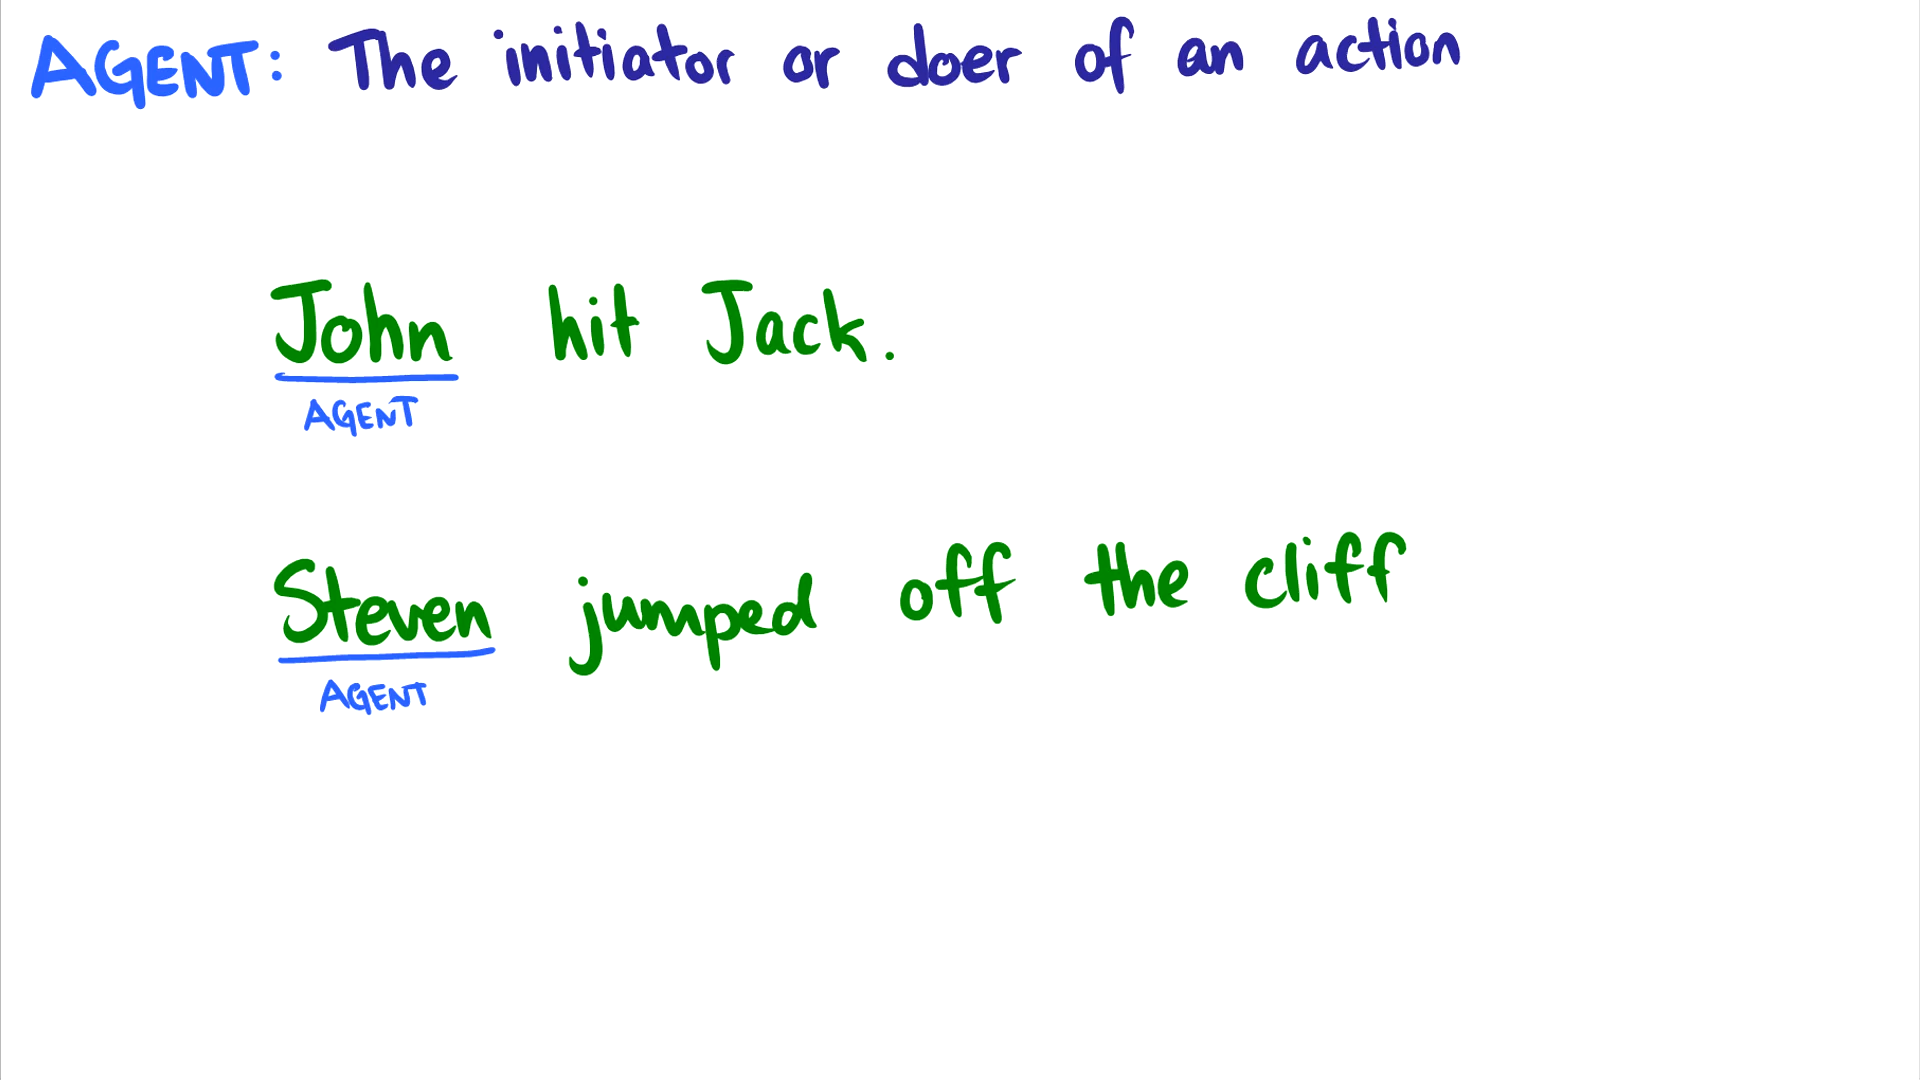 AGENT: The initiator or doer of an action
John hit Jack.
AGENT
Steven jumped off the cliff
AGENT